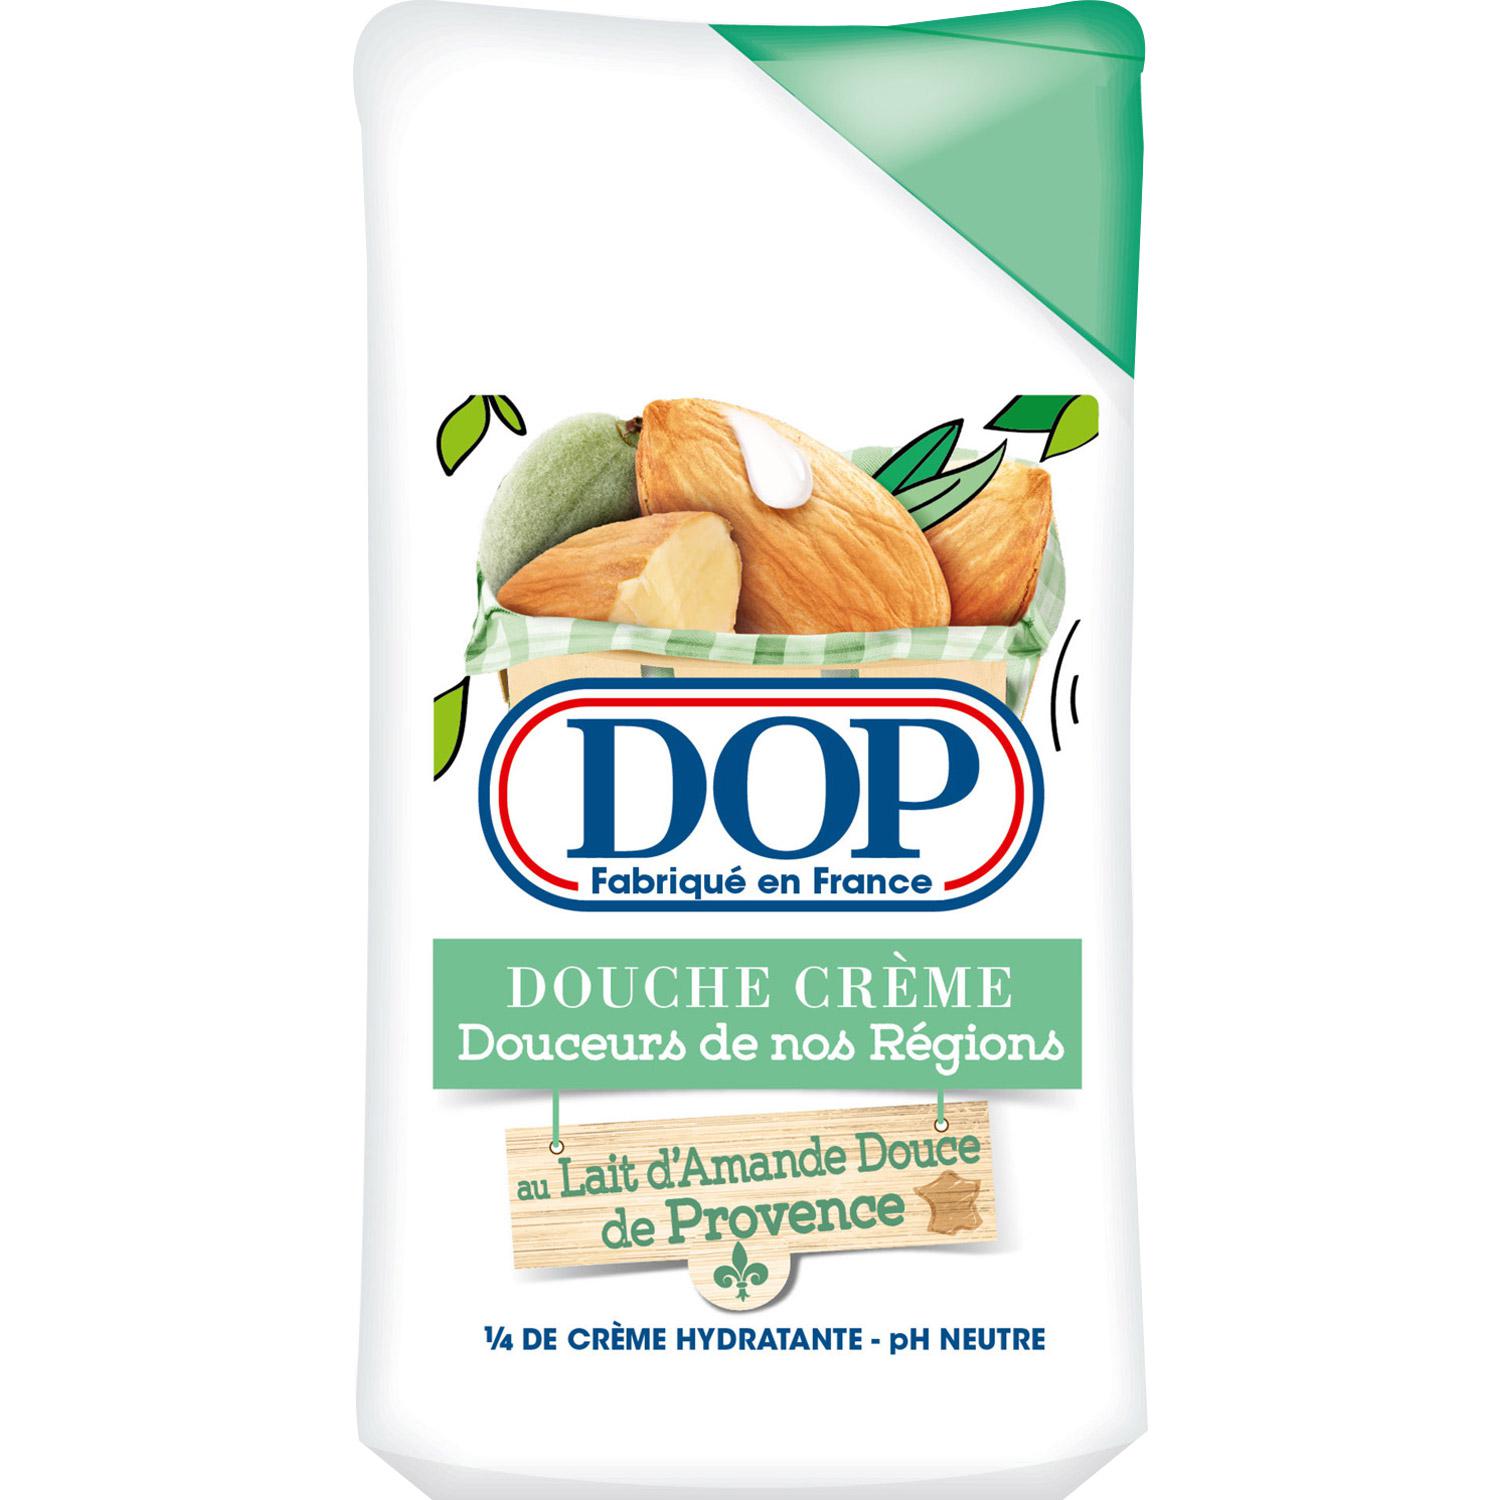 DOP
Fabriqué en France
DOUCHE CRÈME
Douceurs de nos Régions
au Lait d'Amande Douce
de Provence
¼ DE CRÈME HYDRATANTE - pH NEUTRE